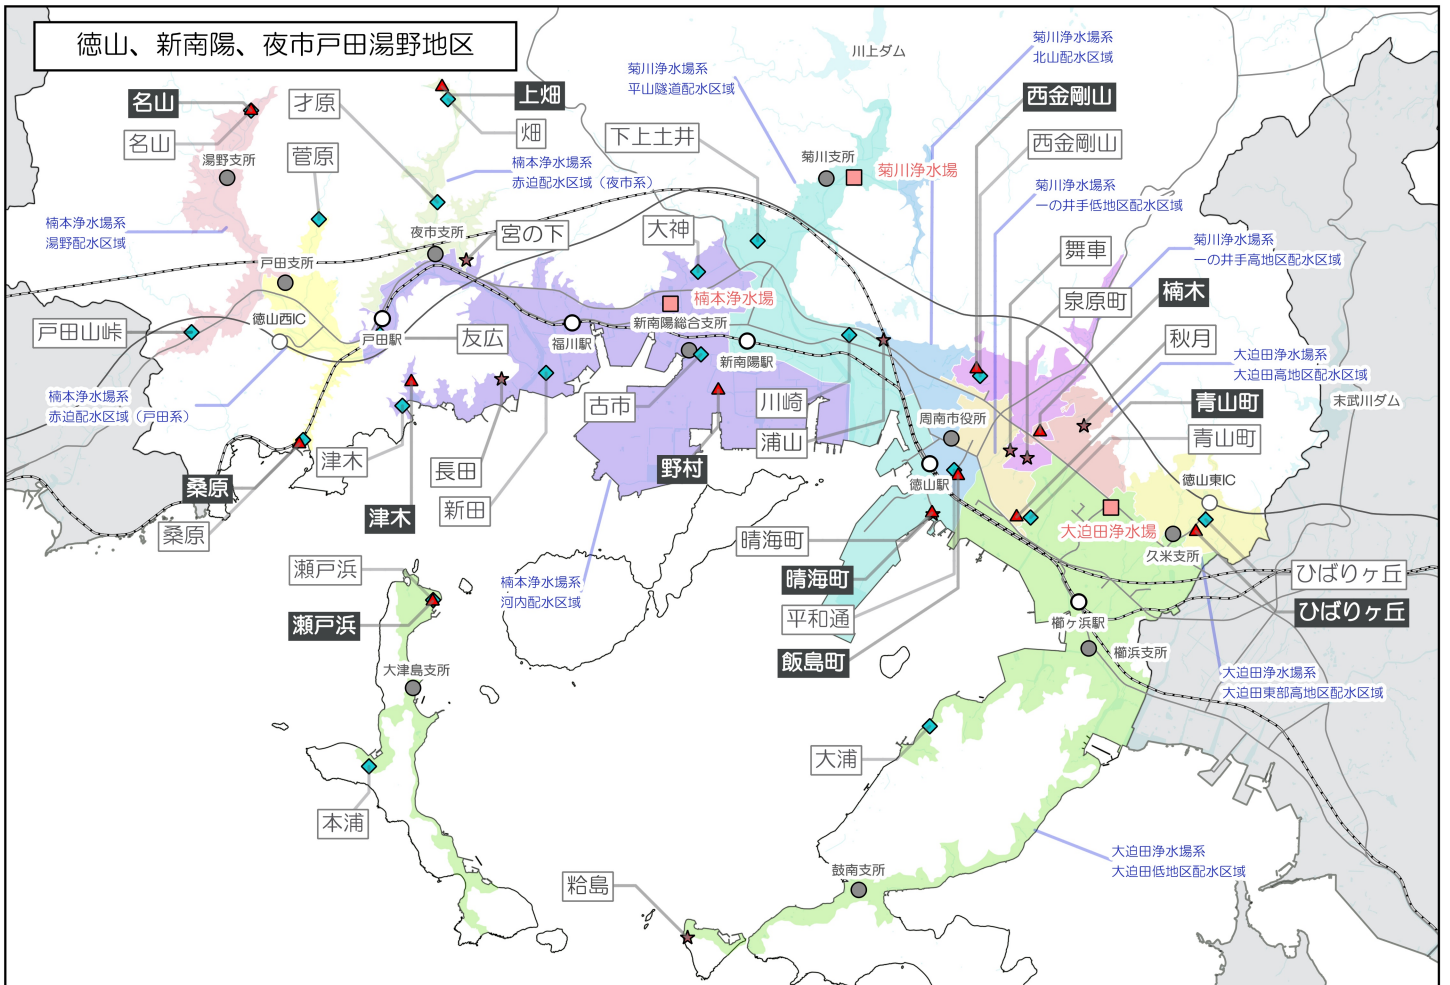 徳山、新南陽、夜市戸田湯野地区
川上ダム
菊川浄水場系
北山配水区域
菊川浄水場系
平山隧道配水区域
名山
才原
上畑
西金剛山
名山
畑
下上土井
西金剛山
湯野支所
菅原
楠本浄水場系
赤迫配水区域（夜市系）
菊川支所
菊川浄水場
菊川浄水場系
一の井手低地区配水区域
楠本浄水場系
湯野配水区域
夜市支所
宮の下
大神
舞車
菊川浄水場系
一の井手高地区配水区域
戸田支所
泉原町
楠木
楠本浄水場
戸田山峠
徳山西IC
戸田駅
友広
福川駅
新南陽総合支所
新南陽駅
秋月
大迫田浄水場系
大迫田高地区配水区域
楠本浄水場系
赤迫配水区域（戸田系）
古市
川崎
周南市役所
青山町
末武川ダム
浦山
青山町
津木
長田
野村
徳山駅
徳山東IC
桑原
新田
桑原
津木
晴海町
大迫田浄水場
久米支所
瀬戸浜
楠本浄水場系
河内配水区域
晴海町
ひばりヶ丘
瀬戸浜
平和通
櫛ヶ浜駅
ひばりヶ丘
飯島町
櫛浜支所
大津島支所
大迫田浄水場系
大迫田東部高地区配水区域
大浦
本浦
大迫田浄水場系
大迫田低地区配水区域
鼓南支所
粭島